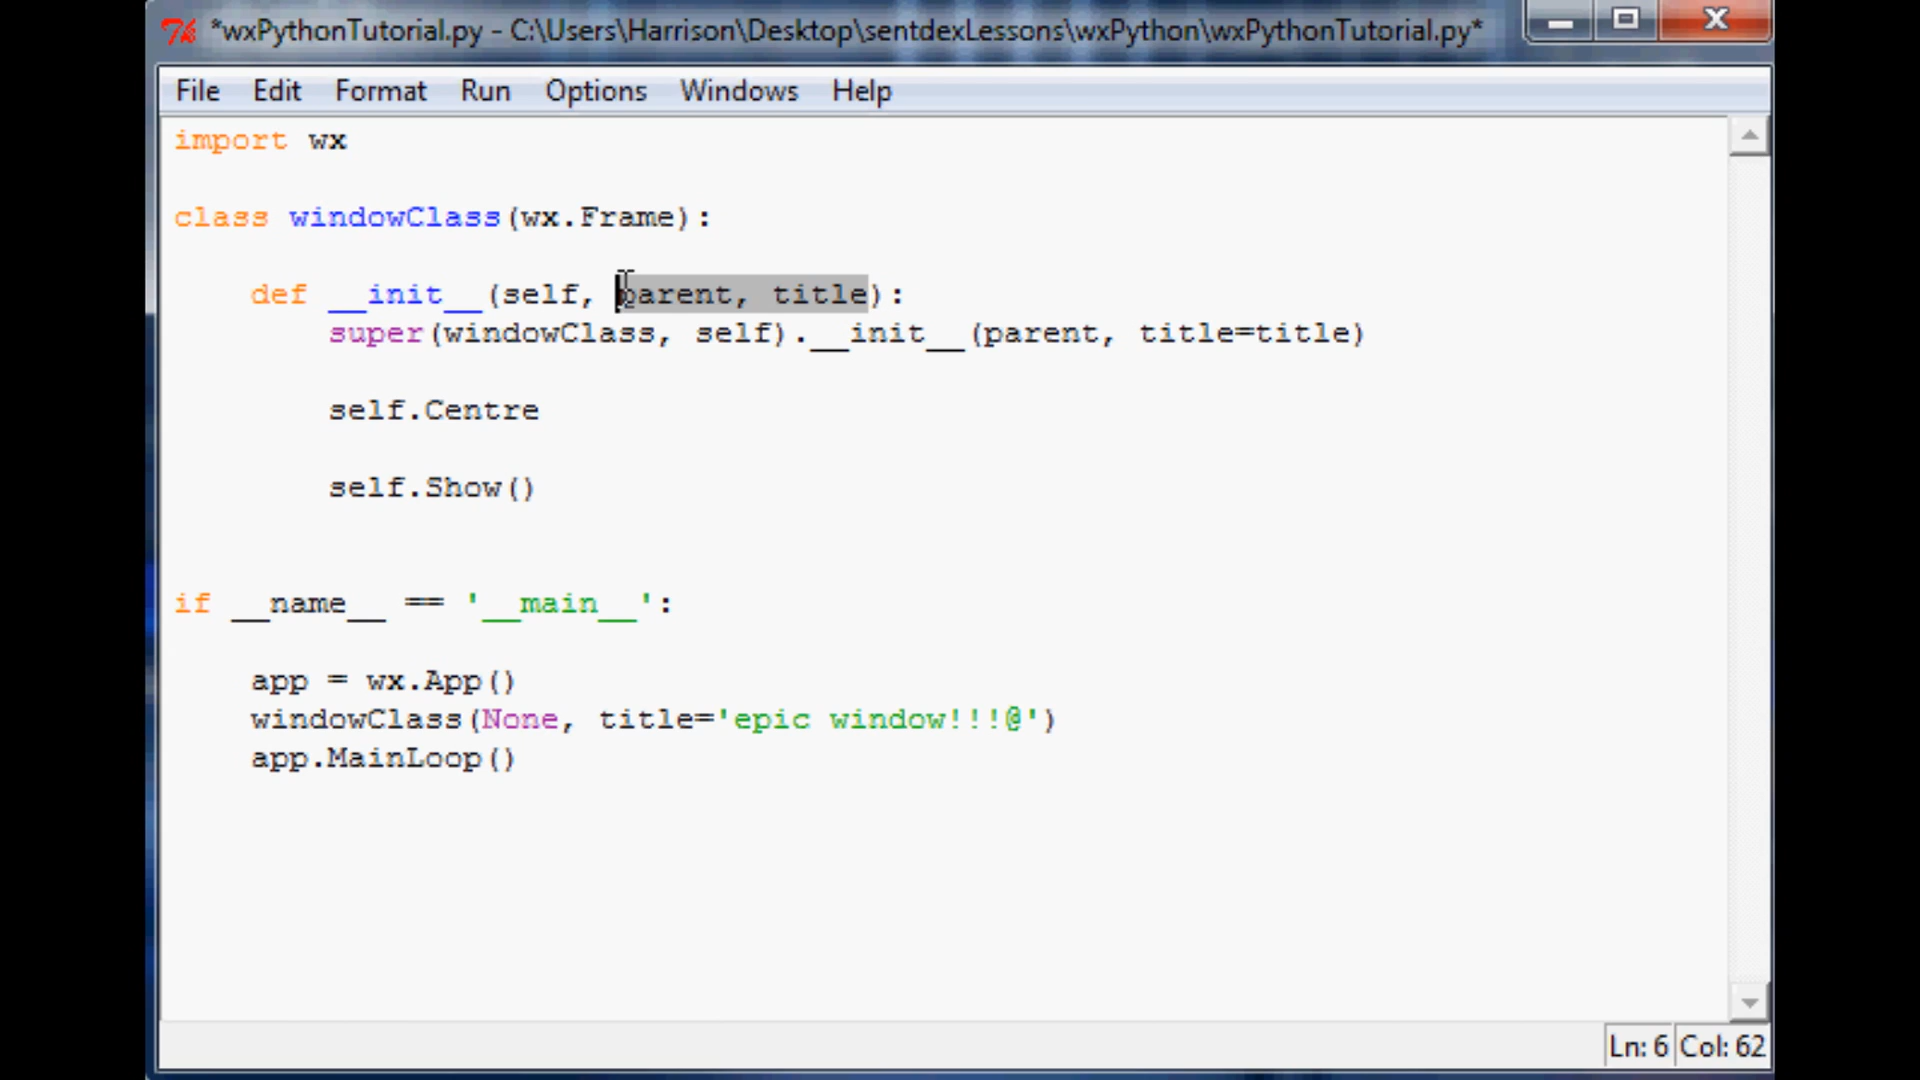 *wxPythonTutorial.py - C:\Users\Harrison\Desktop\sentdexLessons\wxPython\wxPythonTutorial.py*
File Edit Format Run Options Windows Help
import wx
class windowClass(wx.Frame):
def __init__(self, parent, title):
super(windowClass, self).__init__(parent, title=title)
self.Centre
self.Show()
if __name__ == '__main__':
app = wx.App()
windowClass(None, title='epic window!!!@')
app.MainLoop()
Ln: 6 Col: 62